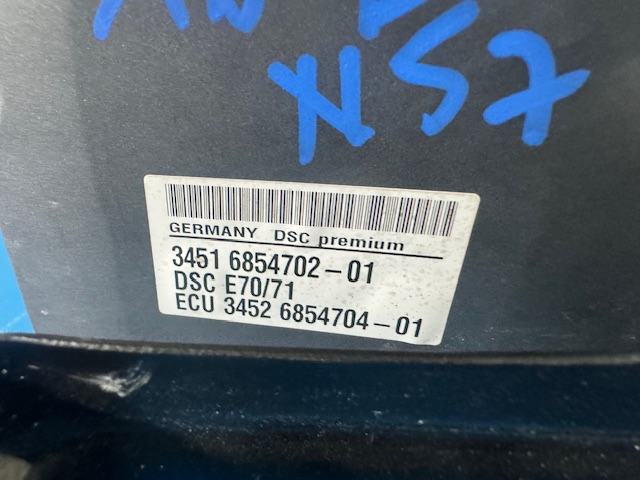 N57
GERMANY DSC premium
3451 6854702-01
DSC E70/71
ECU 3452 6854704-01